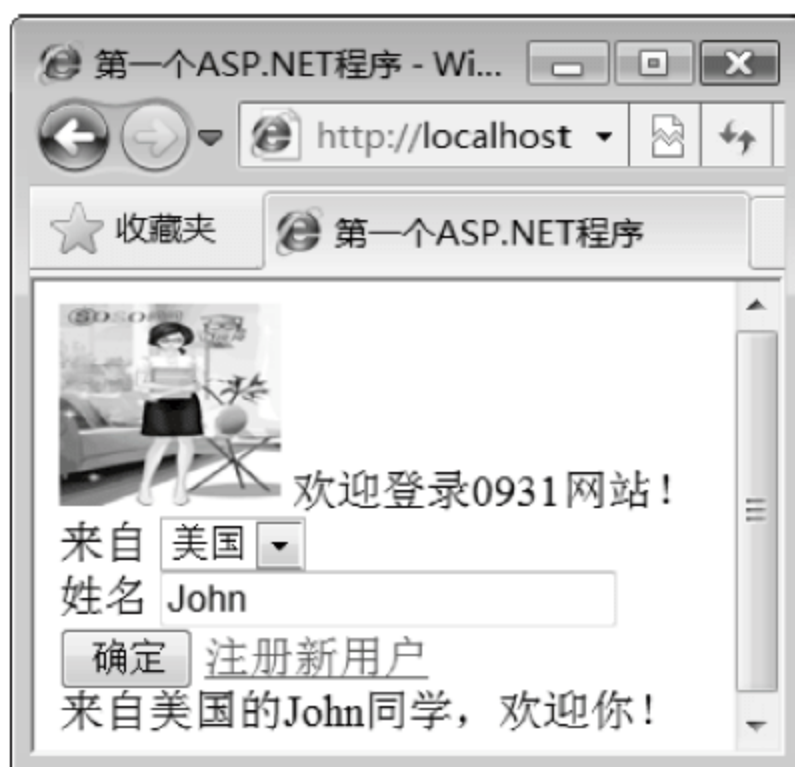 第一个ASP.NET程序 - Wi...
http://localhost
收藏夹
第一个ASP.NET程序
SOSO
欢迎登录0931网站！
来自 美国
姓名 John
确定 注册新用户
来自美国的John同学，欢迎你！